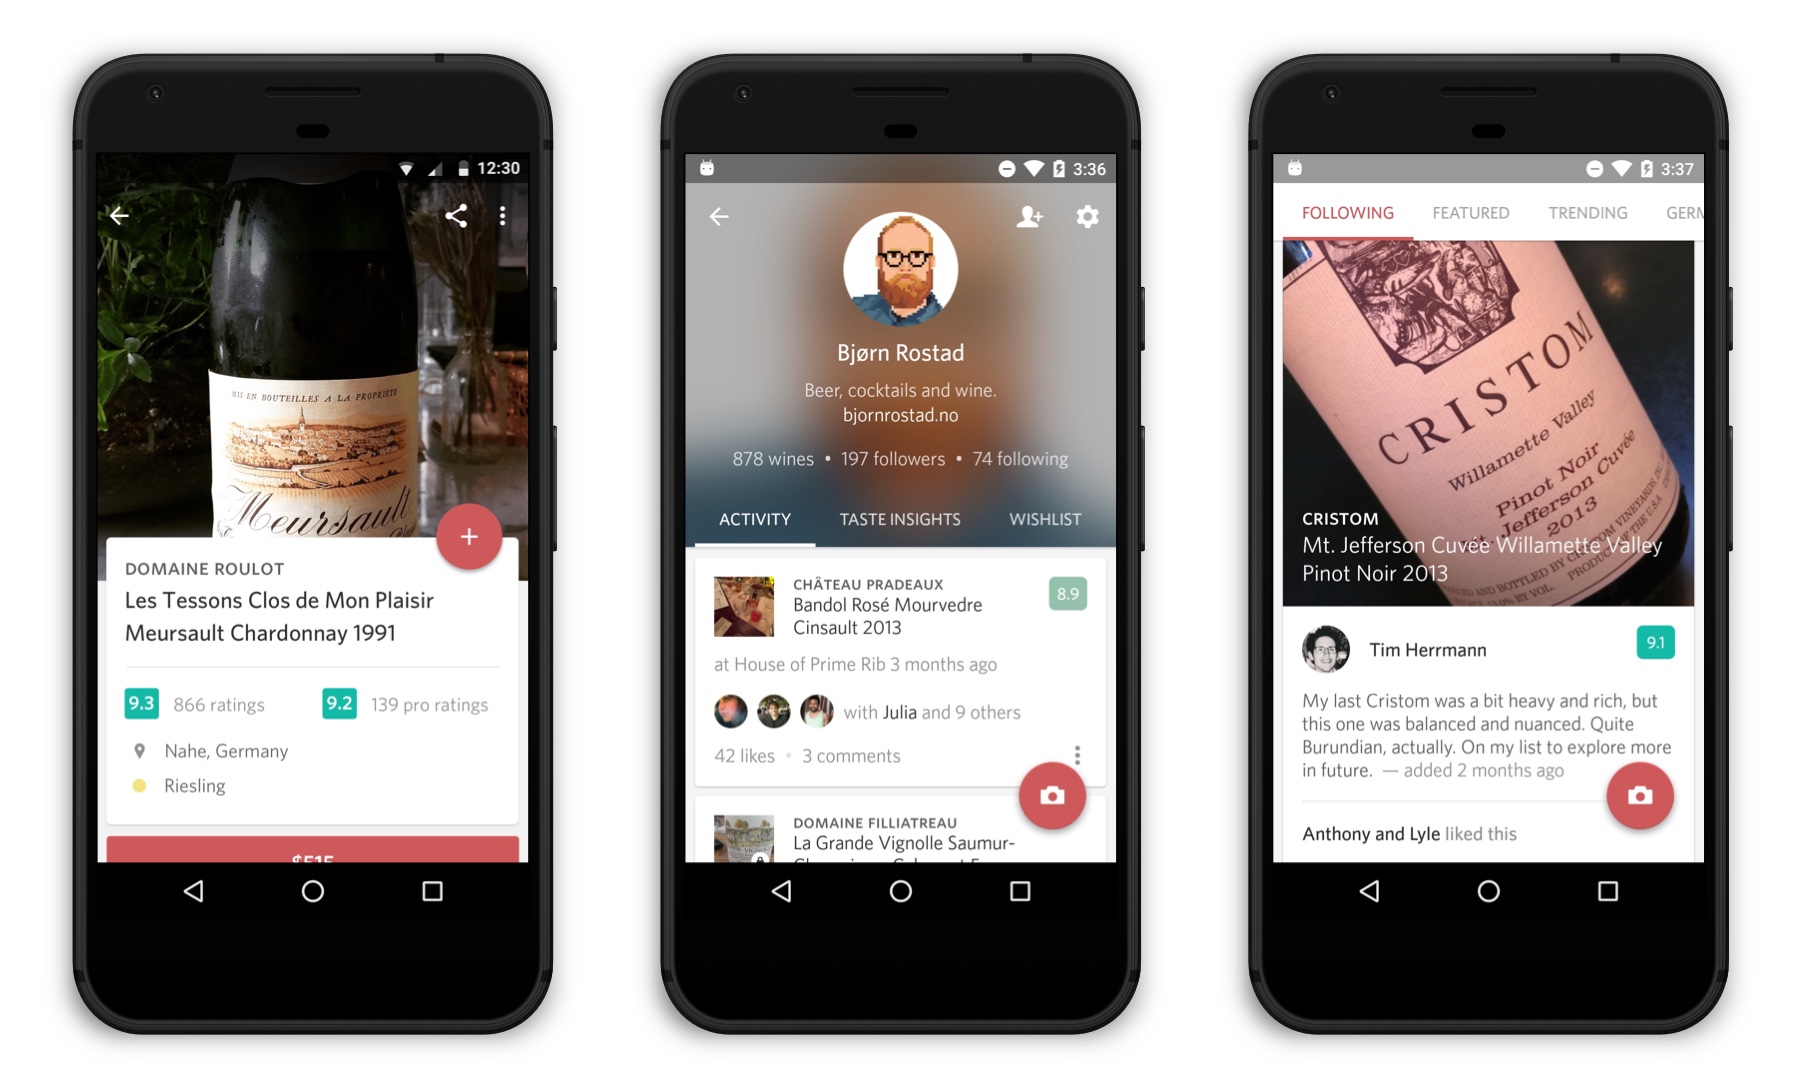 12:30
MIS EN BOUTEILLES A LA PROPRIETE
Meursault
DOMAINE ROULOT
Les Tessons Clos de Mon Plaisir
Meursault Chardonnay 1991
9.3 866 ratings 9.2 139 pro ratings
Nahe, Germany
Riesling
$515
3:36
Bjørn Rostad
Beer, cocktails and wine.
bjornrostad.no
878 wines • 197 followers • 74 following
ACTIVITY TASTE INSIGHTS WISHLIST
CHÂTEAU PRADEAUX
Bandol Rosé Mourvedre
Cinsault 2013
8.9
at House of Prime Rib 3 months ago
with Julia and 9 others
42 likes • 3 comments
DOMAINE FILLIATREAU
La Grande Vignolle Saumur-
3:37
FOLLOWING FEATURED TRENDING GERM
CRISTOM
Willamette Valley
Pinot Noir
Mt. Jefferson Cuvée
2013
CRISTOM
Mt. Jefferson Cuvée Willamette Valley
Pinot Noir 2013
Tim Herrmann
9.1
My last Cristom was a bit heavy and rich, but
this one was balanced and nuanced. Quite
Burundian, actually. On my list to explore more
in future. — added 2 months ago
Anthony and Lyle liked this